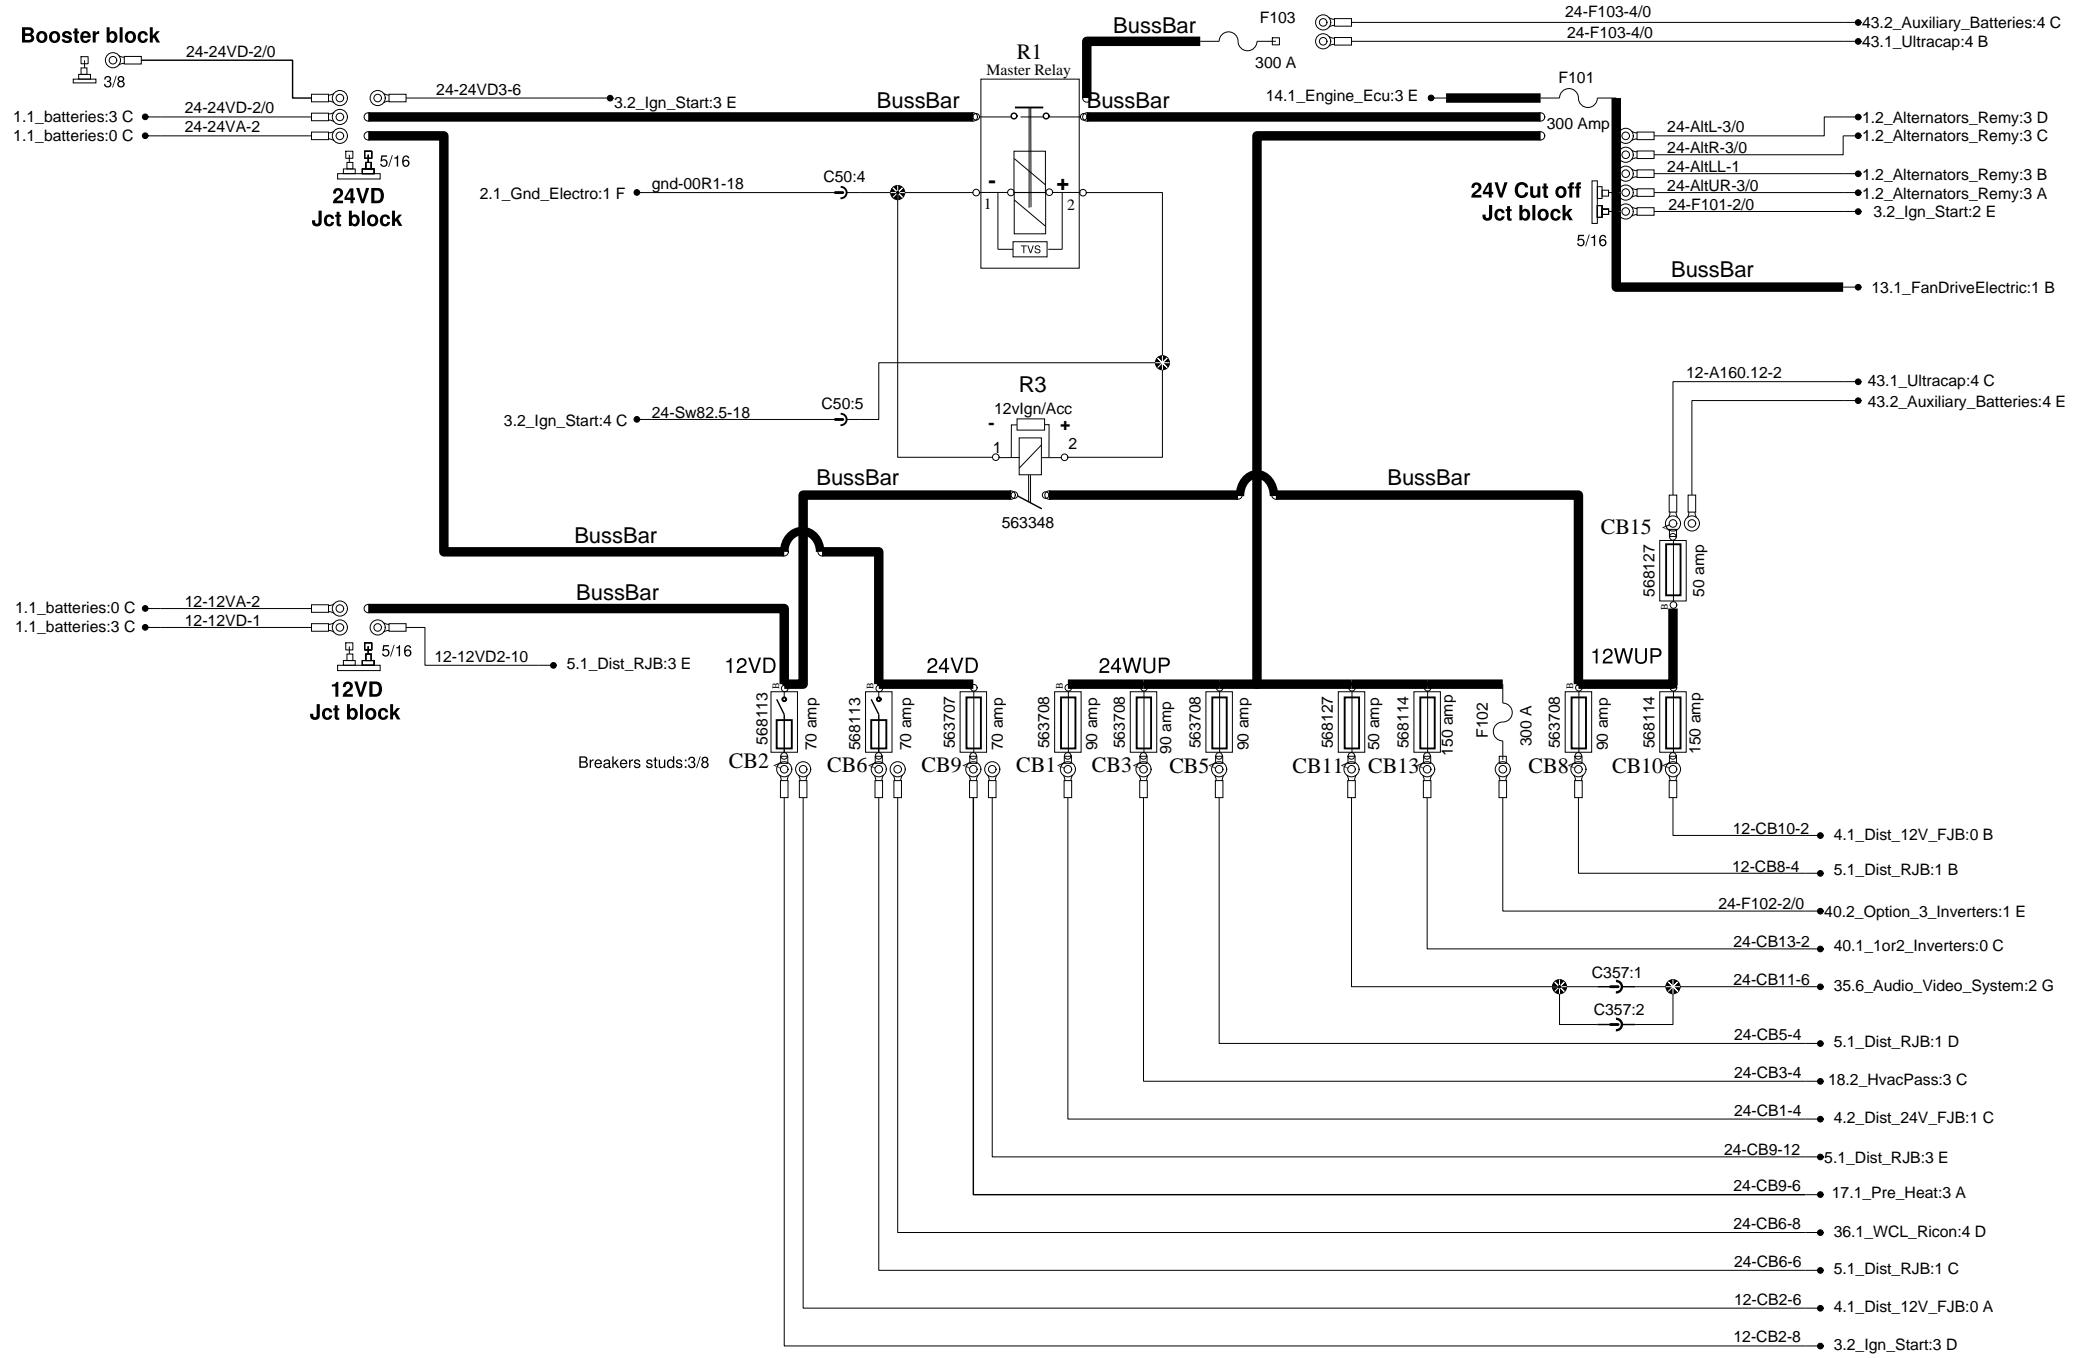 Booster block
3/8
24-24VD-2/0
1.1_batteries:3 C
24-24VD-2/0
1.1_batteries:0 C
24-24VA-2
24-24VD3-6
3.2_Ign_Start:3 E
5/16
24VD
Jct block
BussBar
R1
Master Relay
BussBar
BussBar
F103
300 A
24-F103-4/0
43.2_Auxiliary_Batteries:4 C
24-F103-4/0
43.1_Ultracap:4 B
14.1_Engine_Ecu:3 E
F101
300 Amp
24-AltL-3/0
1.2_Alternators_Remy:3 D
24-AltR-3/0
1.2_Alternators_Remy:3 C
24-AltLL-1
1.2_Alternators_Remy:3 B
24-AltUR-3/0
1.2_Alternators_Remy:3 A
24-F101-2/0
3.2_Ign_Start:2 E
24V Cut off
Jct block
5/16
BussBar
13.1_FanDriveElectric:1 B
2.1_Gnd_Electro:1 F
gnd-00R1-18
C50:4
-
+
1
2
TVS
3.2_Ign_Start:4 C
24-Sw82.5-18
C50:5
R3
12vIgn/Acc
-
+
1
2
563348
BussBar
BussBar
12-A160.12-2
43.1_Ultracap:4 C
43.2_Auxiliary_Batteries:4 E
CB15
568127
50 amp
B
BussBar
BussBar
1.1_batteries:0 C
12-12VA-2
1.1_batteries:3 C
12-12VD-1
5/16
12-12VD2-10
5.1_Dist_RJB:3 E
12VD
Jct block
12VD
24VD
24WUP
12WUP
B
568113
70 amp
B
568113
70 amp
563707
70 amp
B
563708
90 amp
563708
90 amp
563708
90 amp
568127
50 amp
568114
150 amp
F102
300 A
B
563708
90 amp
568114
150 amp
Breakers studs:3/8
CB2
CB6
CB9
CB1
CB3
CB5
CB11
CB13
CB8
CB10
12-CB10-2
4.1_Dist_12V_FJB:0 B
12-CB8-4
5.1_Dist_RJB:1 B
24-F102-2/0
40.2_Option_3_Inverters:1 E
24-CB13-2
40.1_1or2_Inverters:0 C
C357:1
24-CB11-6
35.6_Audio_Video_System:2 G
C357:2
24-CB5-4
5.1_Dist_RJB:1 D
24-CB3-4
18.2_HvacPass:3 C
24-CB1-4
4.2_Dist_24V_FJB:1 C
24-CB9-12
5.1_Dist_RJB:3 E
24-CB9-6
17.1_Pre_Heat:3 A
24-CB6-8
36.1_WCL_Ricon:4 D
24-CB6-6
5.1_Dist_RJB:1 C
12-CB2-6
4.1_Dist_12V_FJB:0 A
12-CB2-8
3.2_Ign_Start:3 D